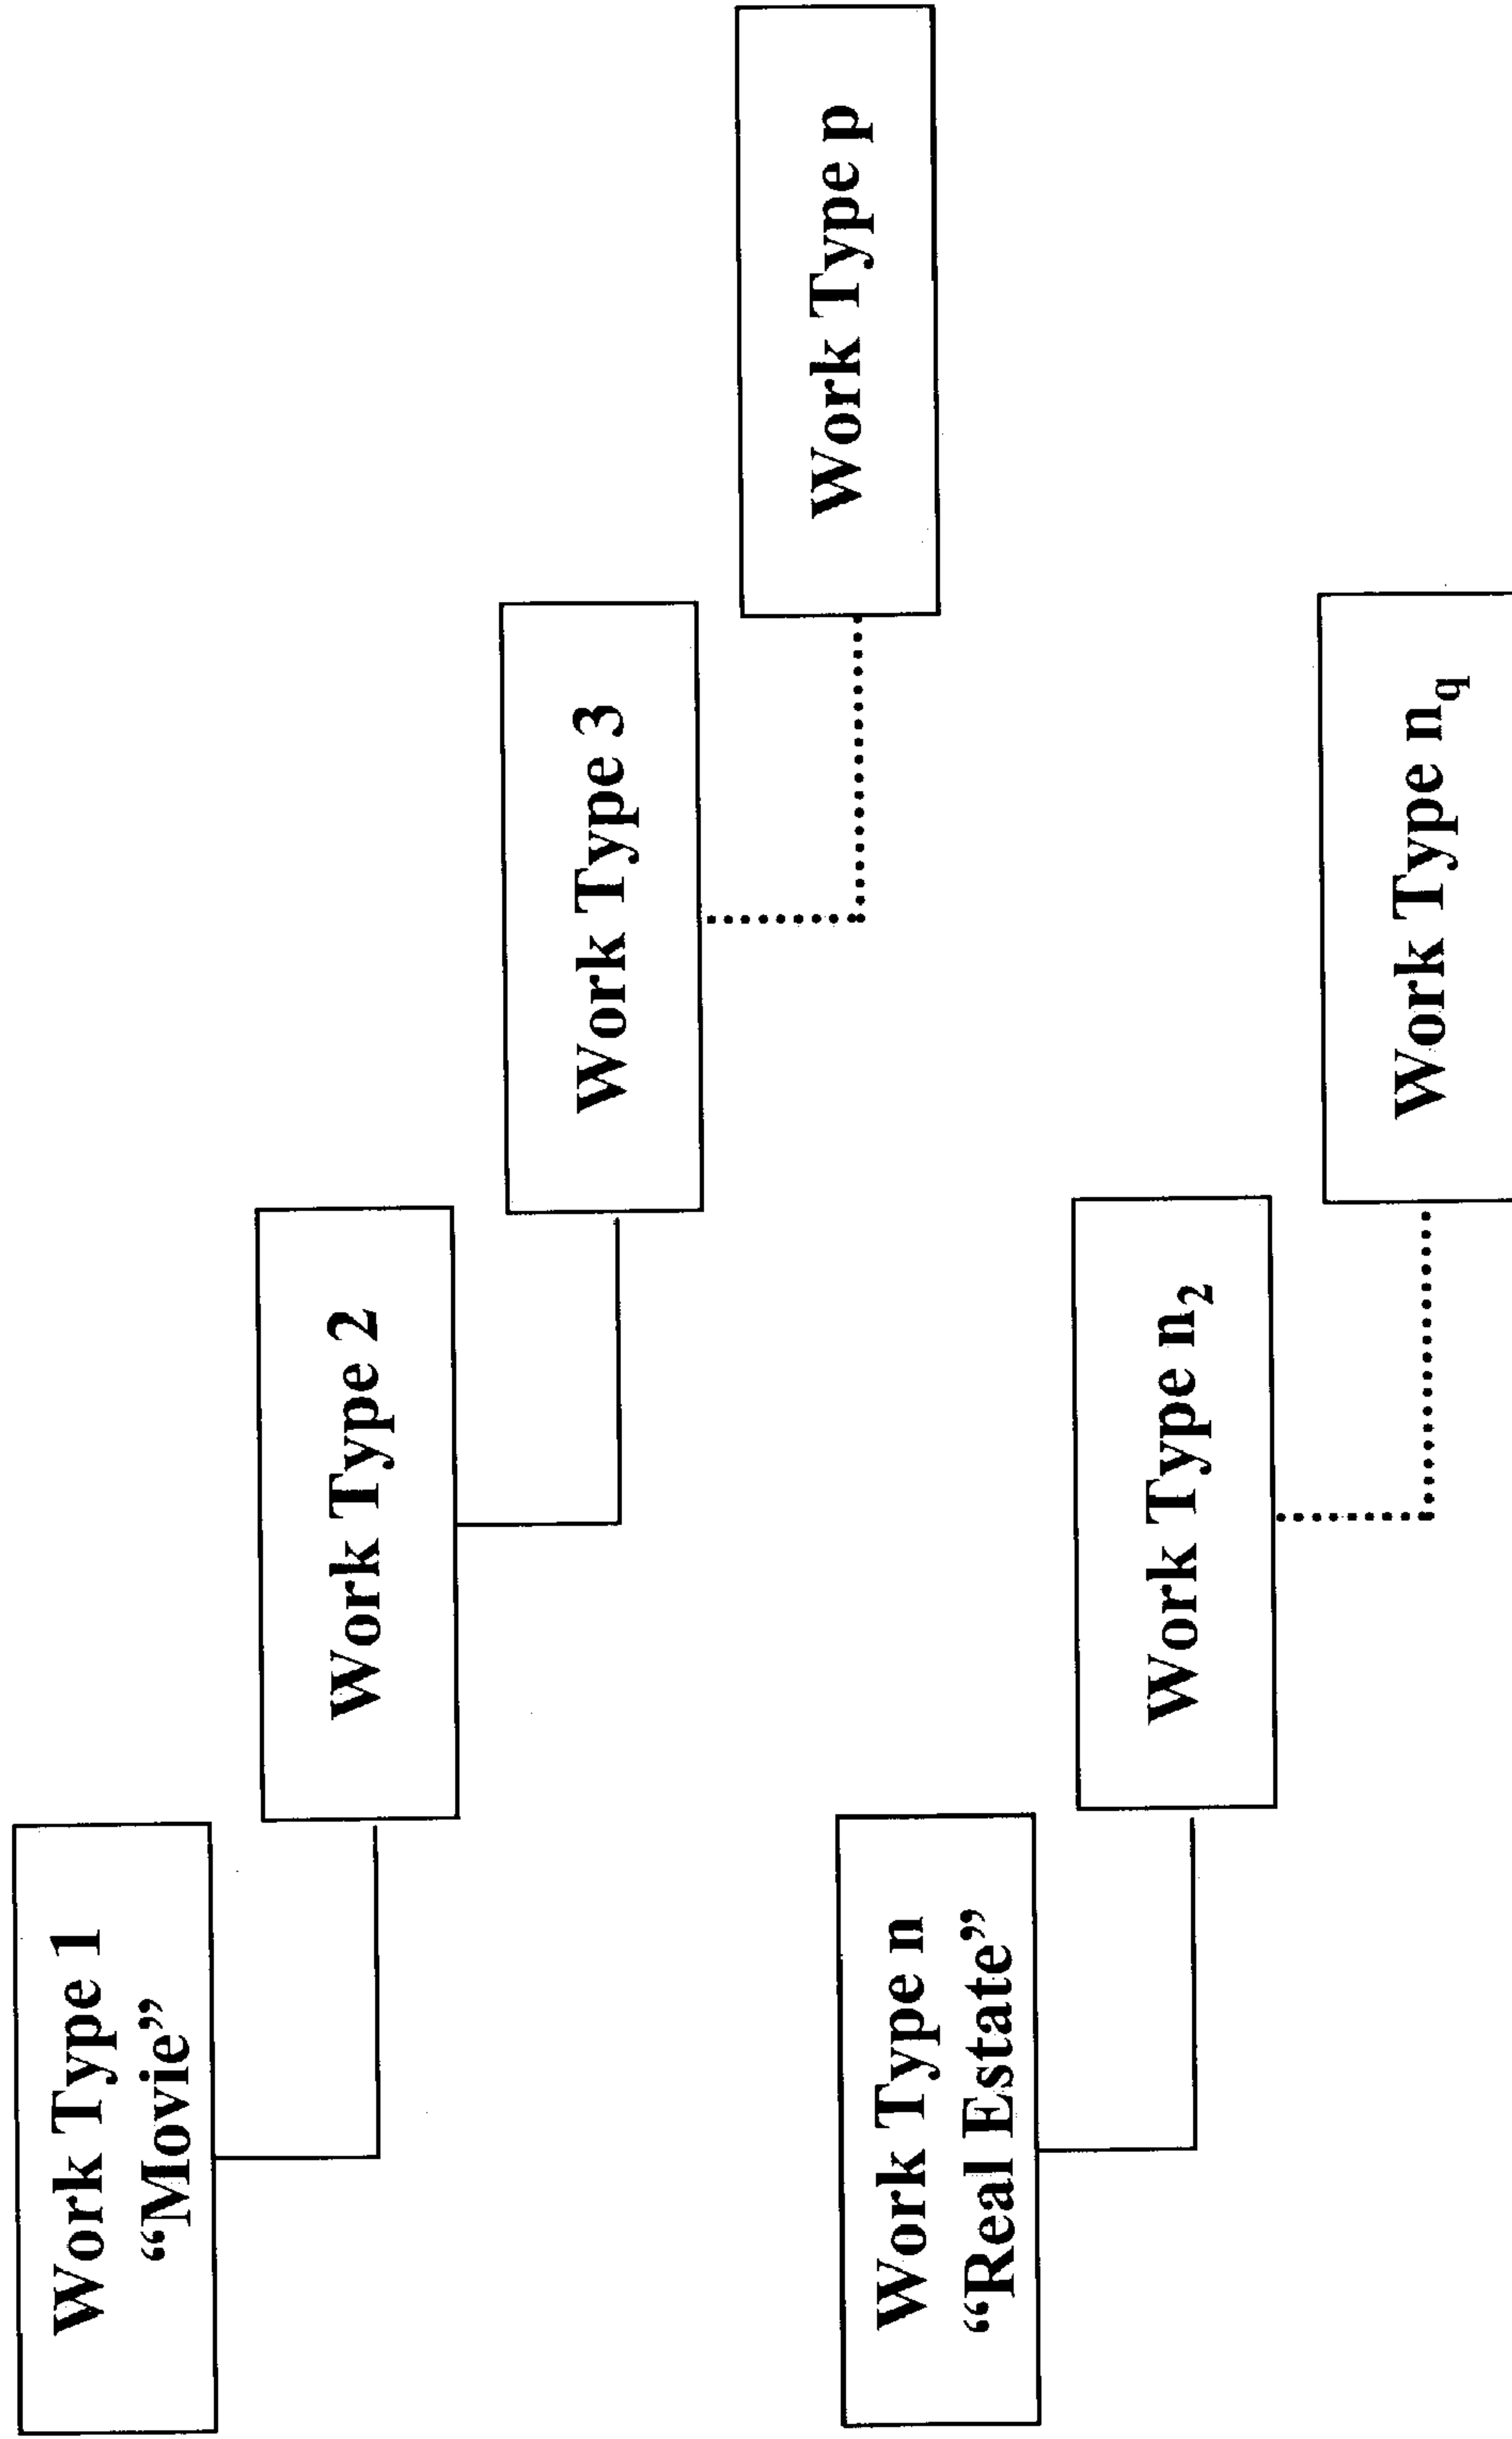 Work Type 1
“Movie”
Work Type 2
Work Type 3
Work Type p
Work Type n
“Real Estate”
Work Type n₂
Work Type n_q